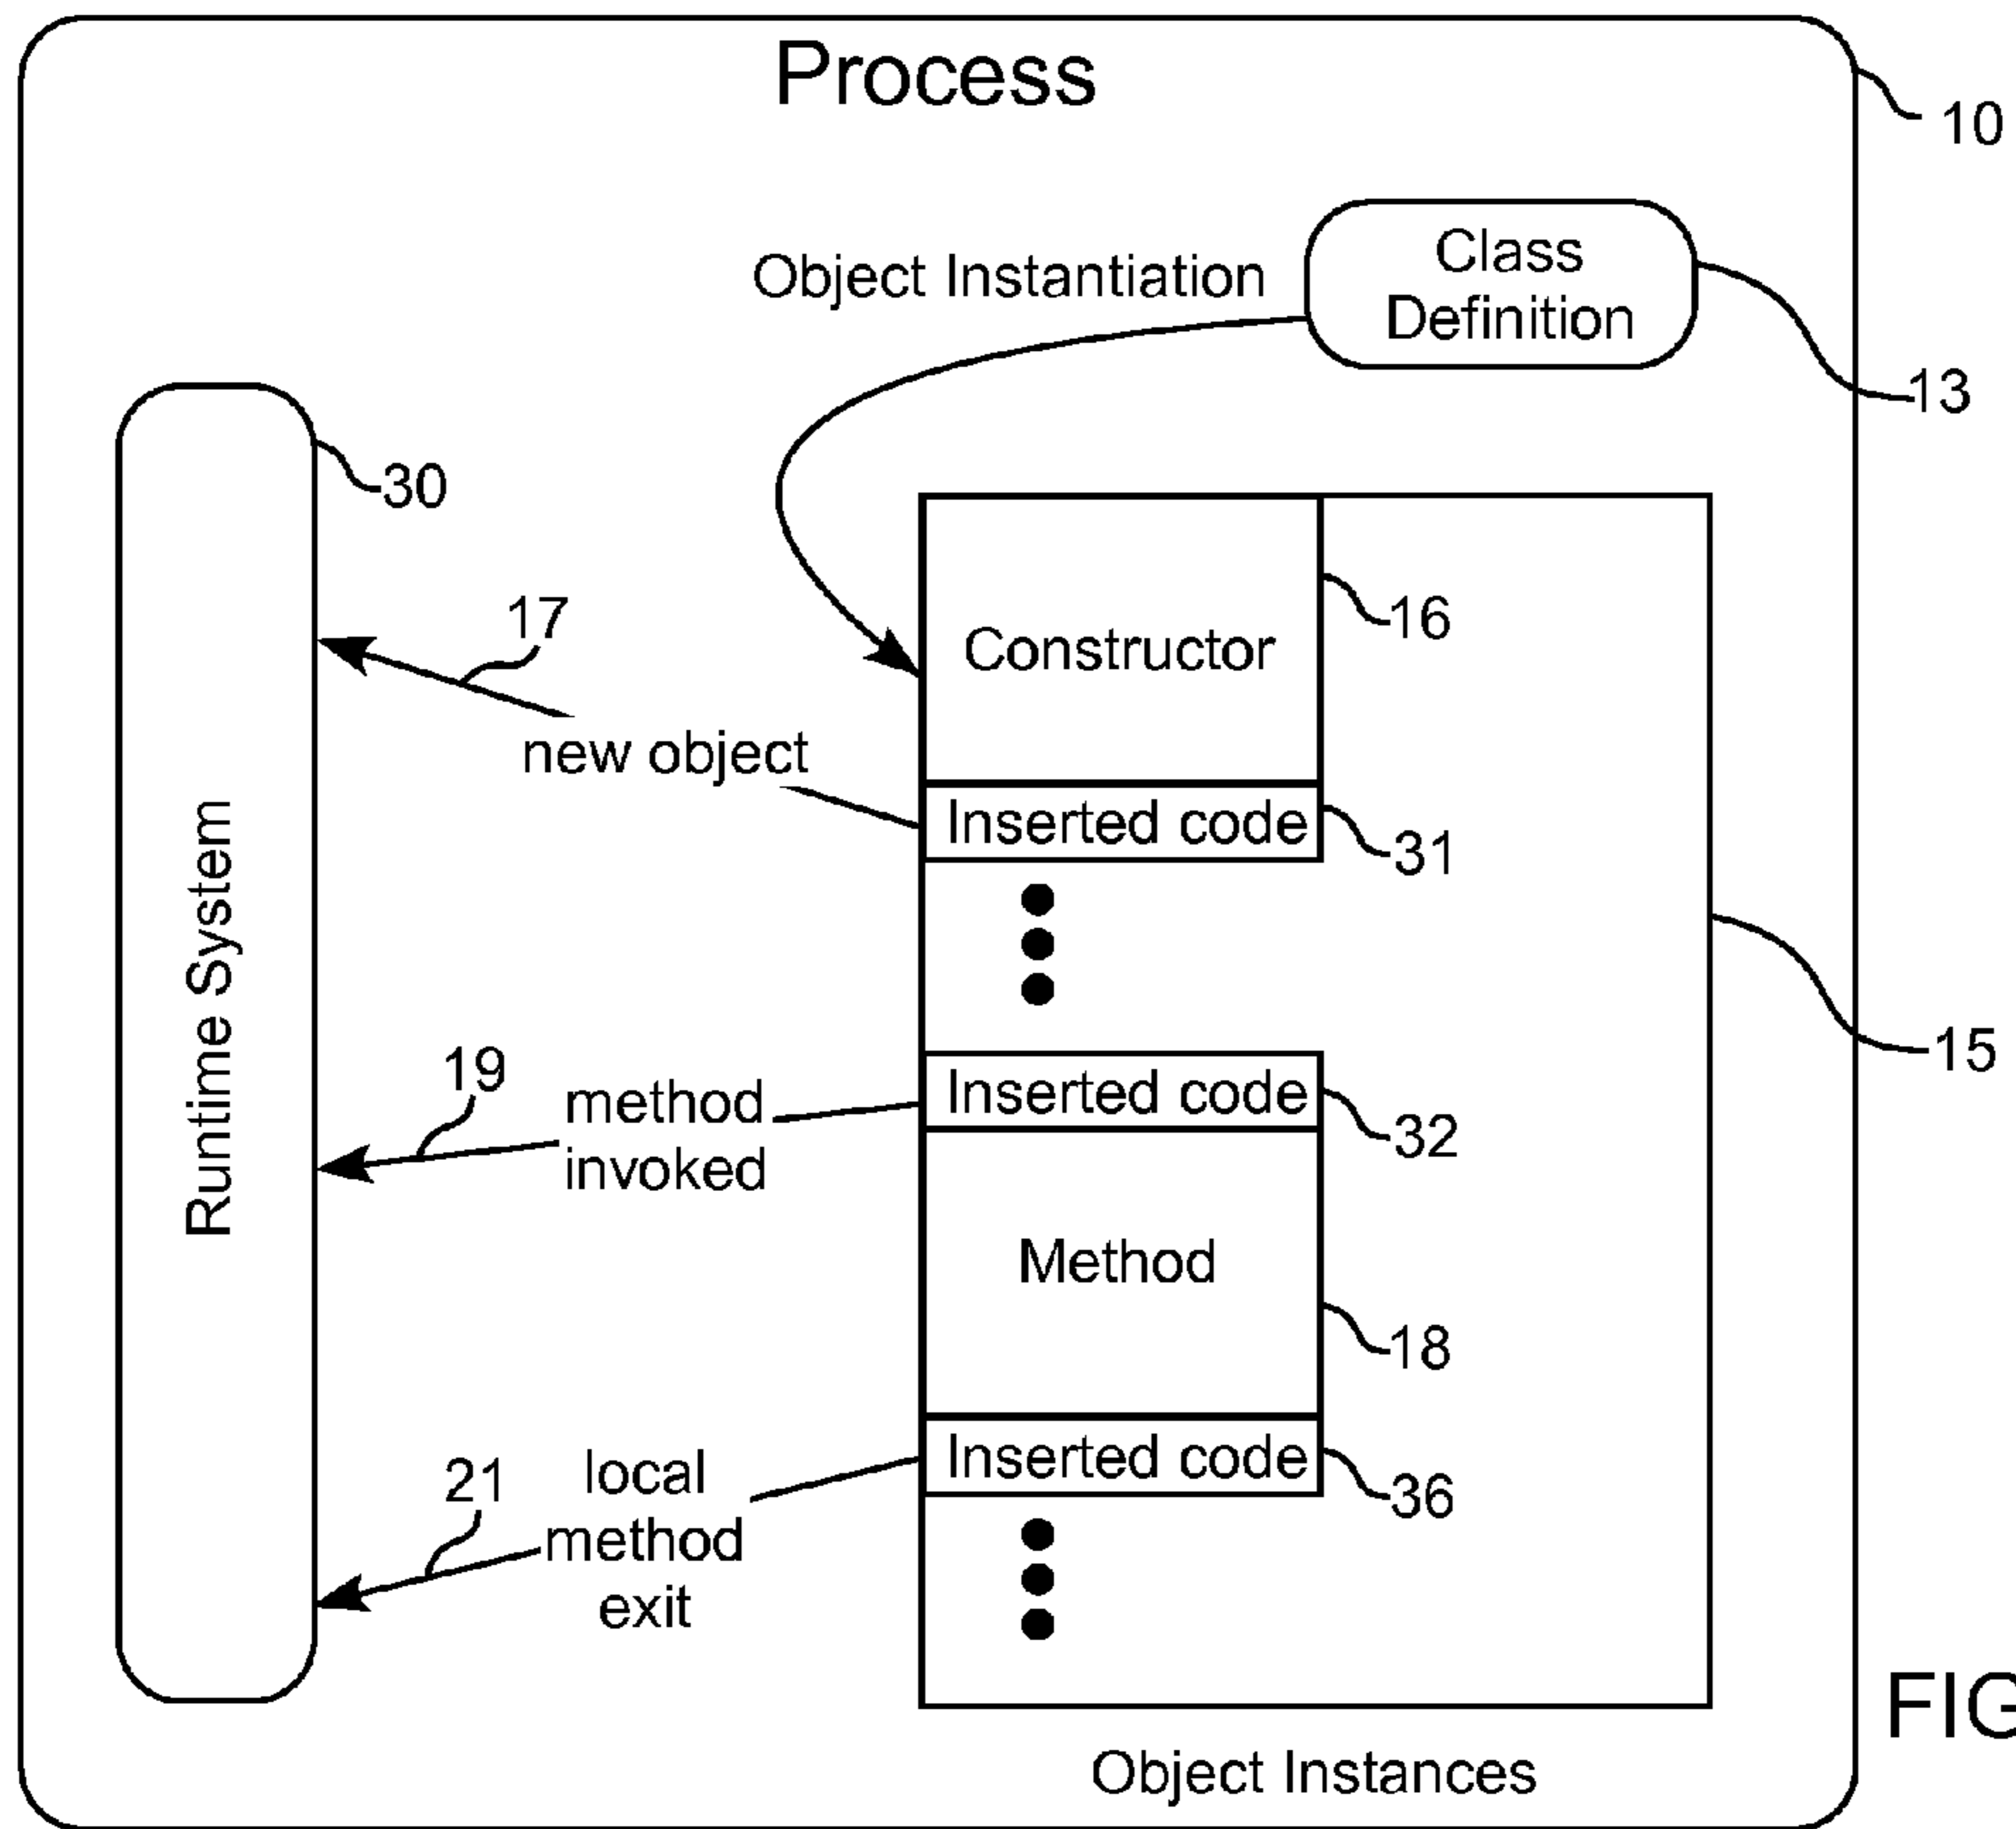 Process
10
Object Instantiation
Class
Definition
13
30
17
new object
Constructor
16
Inserted code
31
Runtime System
15
19
method
invoked
Inserted code
32
Method
18
21
local
method
exit
Inserted code
36
Object Instances
FIG